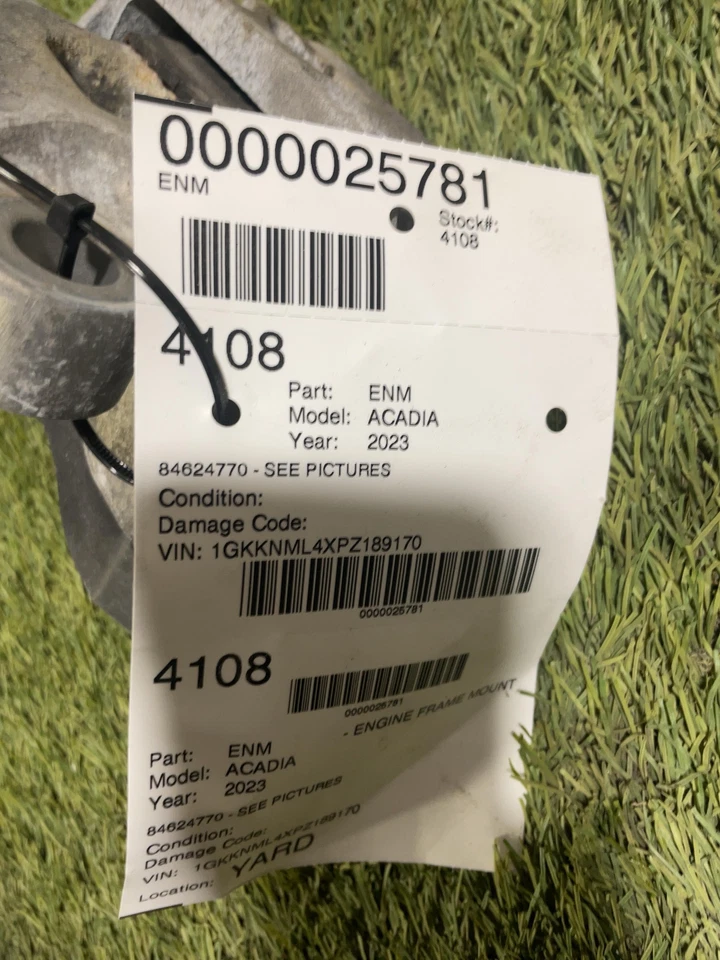 0000025781
ENM
Stock#:
4108
4108
Part: ENM
Model: ACADIA
Year: 2023
84624770 - SEE PICTURES
Condition:
Damage Code:
VIN: 1GKKNML4XPZ189170
0000025781
4108
0000025781
- ENGINE FRAME MOUNT
Part: ENM
Model: ACADIA
Year: 2023
84624770 - SEE PICTURES
Condition:
Damage Code:
VIN: 1GKKNML4XPZ189170
Location: YARD